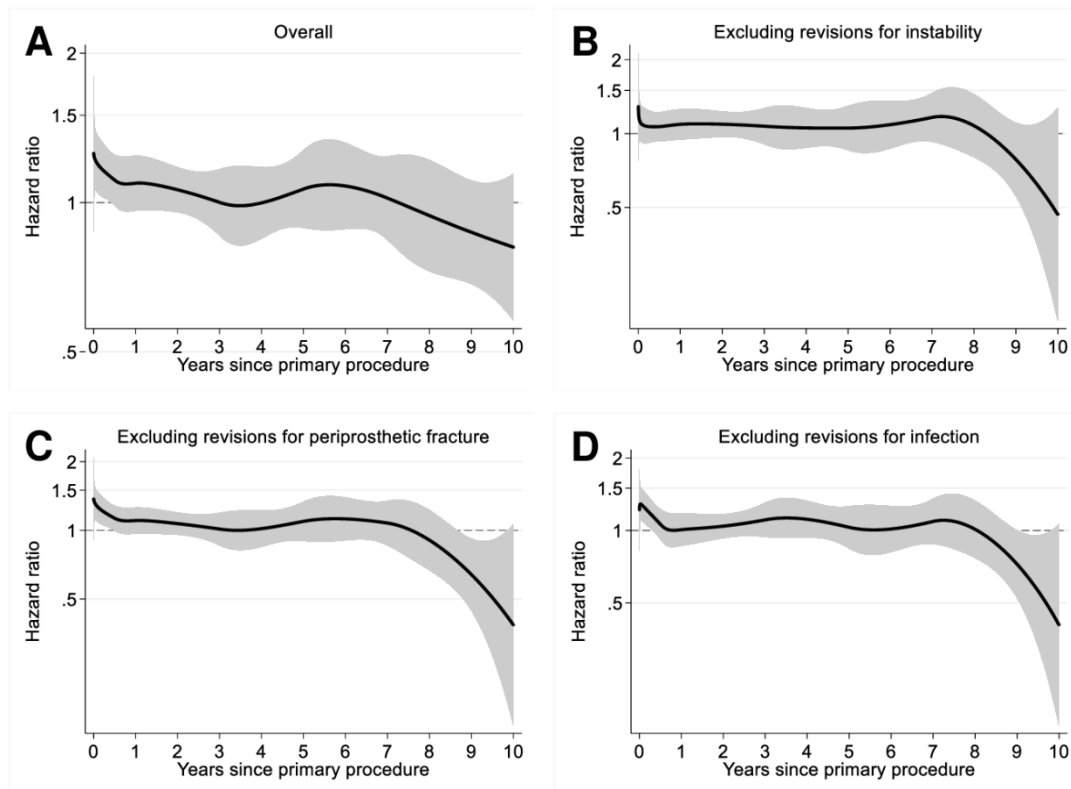 A
Overall
2
1.5
1
.5
Hazard ratio
0 1 2 3 4 5 6 7 8 9 10
Years since primary procedure
B
Excluding revisions for instability
2
1.5
1
.5
Hazard ratio
0 1 2 3 4 5 6 7 8 9 10
Years since primary procedure
C
Excluding revisions for periprosthetic fracture
2
1.5
1
.5
Hazard ratio
0 1 2 3 4 5 6 7 8 9 10
Years since primary procedure
D
Excluding revisions for infection
2
1.5
1
.5
Hazard ratio
0 1 2 3 4 5 6 7 8 9 10
Years since primary procedure